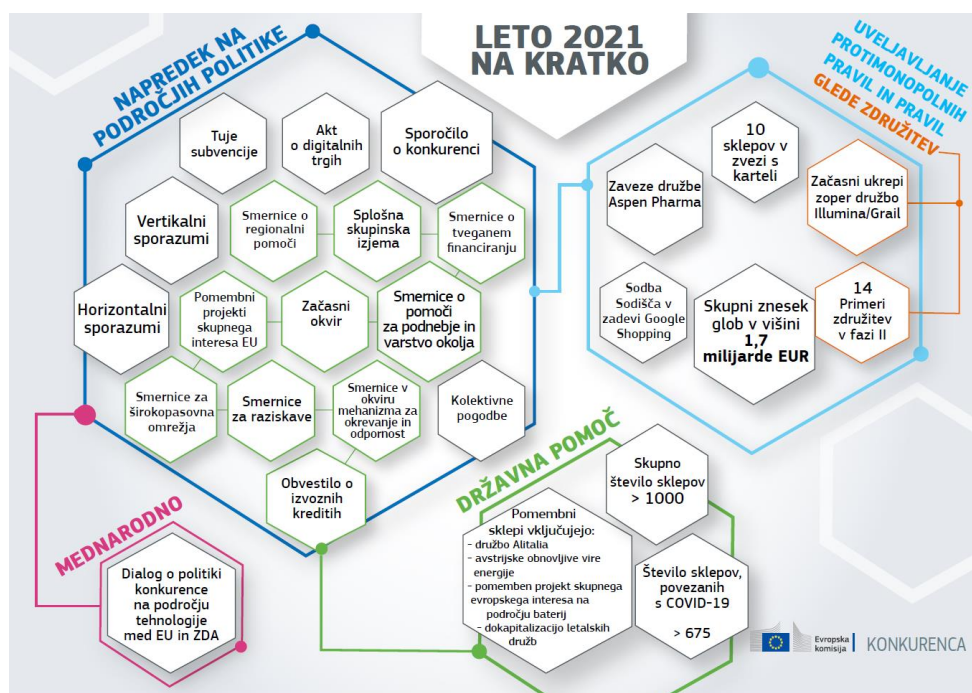 LETO 2021
NA KRATKO
NAPREDEK NA
PODROČJIH POLITIKE
Tuje
subvencije
Akt
o digitalnih
trgih
Sporočilo
o konkurenci
Vertikalni
sporazumi
Smernice o
regionalni
pomoči
Splošna
skupinska
izjema
Smernice o
tveganem
financiranju
Horizontalni
sporazumi
Pomembni
projekti
skupnega
interesa EU
Začasni
okvir
Smernice o
pomoči
za podnebje in
varstvo okolja
Smernice za
širokopasovna
omrežja
Smernice
za raziskave
Smernice v
okviru
mehanizma za
okrevanje in
odpornost
Kolektivne
pogodbe
Obvestilo o
izvoznih
kreditih
UVELJAVLJANJE
PROTIMONOPOLNIH
PRAVIL IN PRAVIL
GLEDE ZDRUŽITEV
10
sklepov v
zvezi s
karteli
Zaveze družbe
Aspen Pharma
Začasni ukrepi
zoper družbo
Illumina/Grail
Sodba
Sodišča v
zadevi Google
Shopping
Skupni znesek
glob v višini
1,7
milijarde EUR
14
Primeri
združitev
v fazi II
MEDNARODNO
Dialog o politiki
konkurence
na področju
tehnologije
med EU in ZDA
DRŽAVNA POMOČ
Skupno
število sklepov
> 1000
Pomembni
sklepi vključujejo:
- družbo Alitalia
- avstrijske obnovljive vire
energije
- pomemben projekt skupnega
evropskega interesa na
področju baterij
- dokapitalizacijo letalskih
družb
Število sklepov,
povezanih
s COVID-19
> 675
Evropska
komisija
KONKURENCA